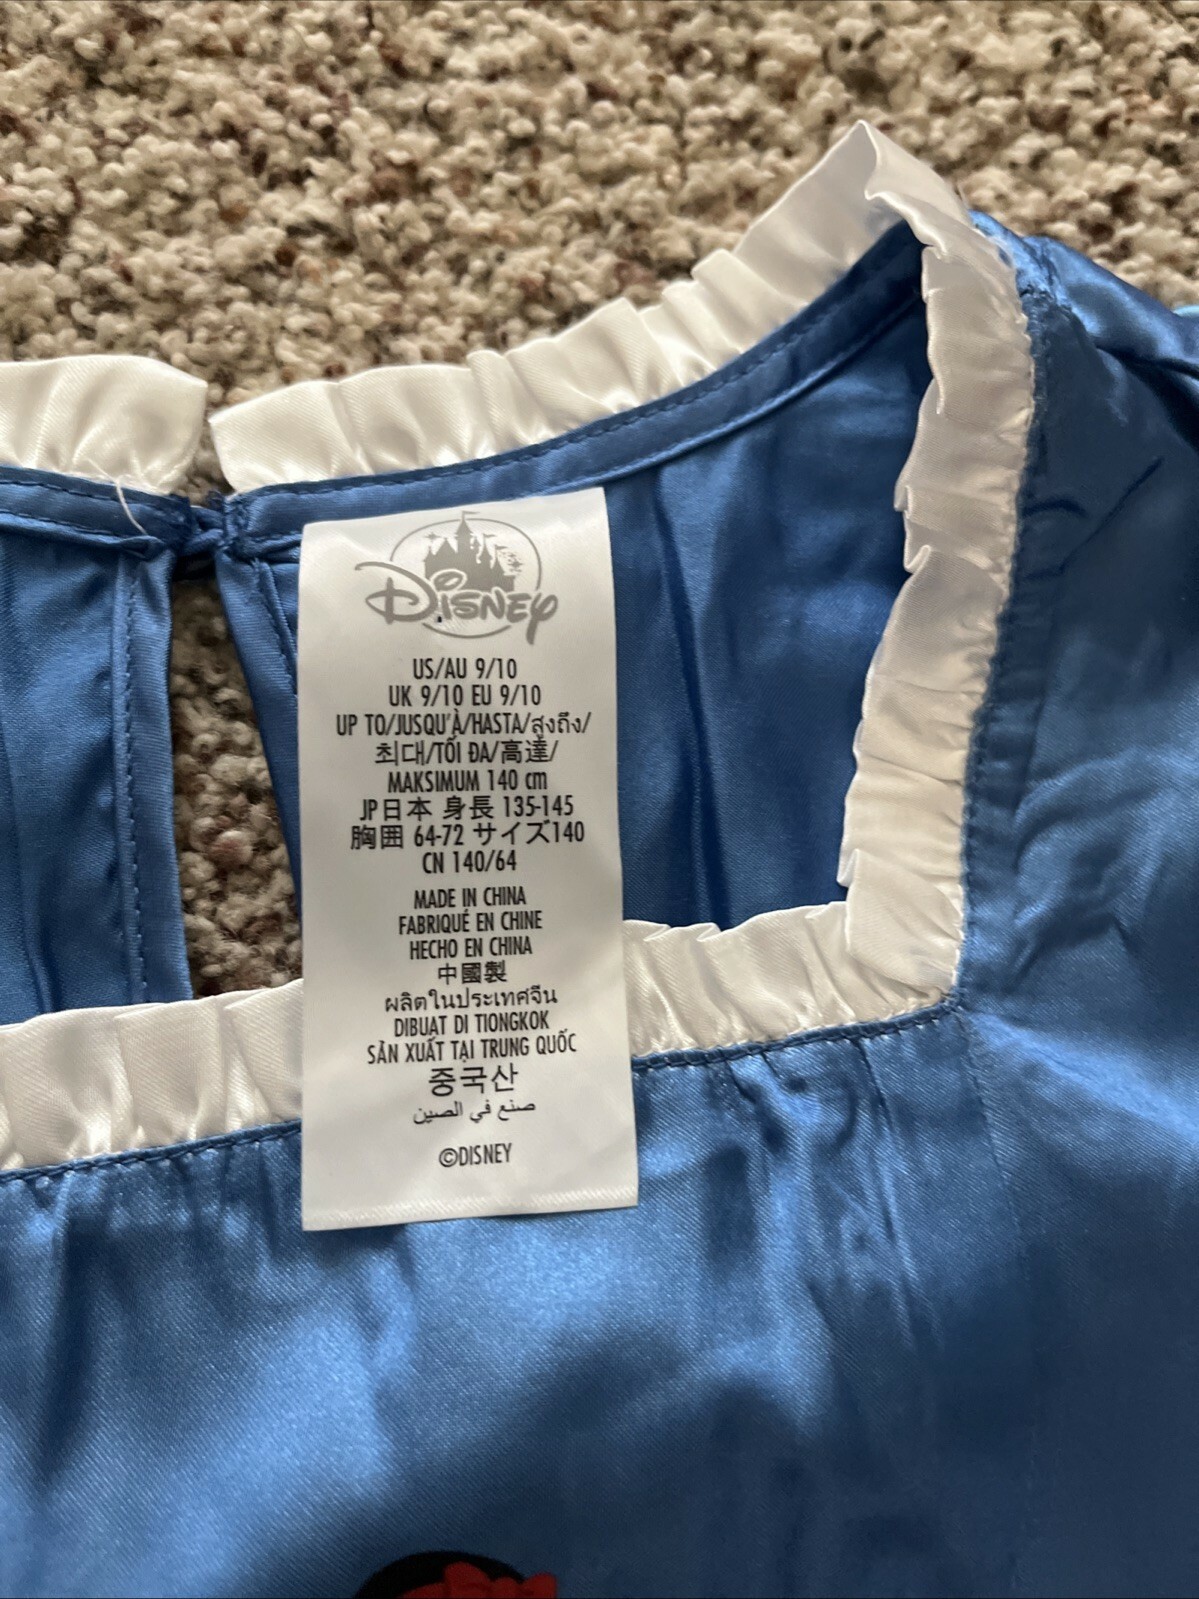 Disney
US/AU 9/10
UK 9/10 EU 9/10
UP TO/JUSQU'À/HASTA/สูงถึง/
최대/TỐI ĐA/高達/
MAKSIMUM 140 cm
JP日本 身長 135-145
胸囲 64-72 サイズ140
CN 140/64
MADE IN CHINA
FABRIQUÉ EN CHINE
HECHO EN CHINA
中國製
ผลิตในประเทศจีน
DIBUAT DI TIONGKOK
SẢN XUẤT TẠI TRUNG QUỐC
중국산
صنع في الصين
©DISNEY